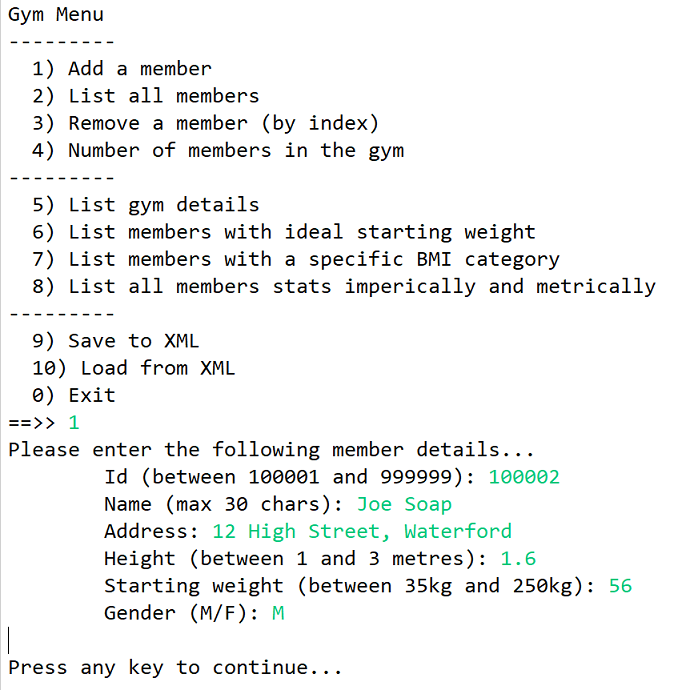 Gym Menu
---------
  1) Add a member
  2) List all members
  3) Remove a member (by index)
  4) Number of members in the gym
---------
  5) List gym details
  6) List members with ideal starting weight
  7) List members with a specific BMI category
  8) List all members stats imperically and metrically
---------
  9) Save to XML
  10) Load from XML
  0) Exit
==>> 1
Please enter the following member details...
        Id (between 100001 and 999999): 100002
        Name (max 30 chars): Joe Soap
        Address: 12 High Street, Waterford
        Height (between 1 and 3 metres): 1.6
        Starting weight (between 35kg and 250kg): 56
        Gender (M/F): M
Press any key to continue...